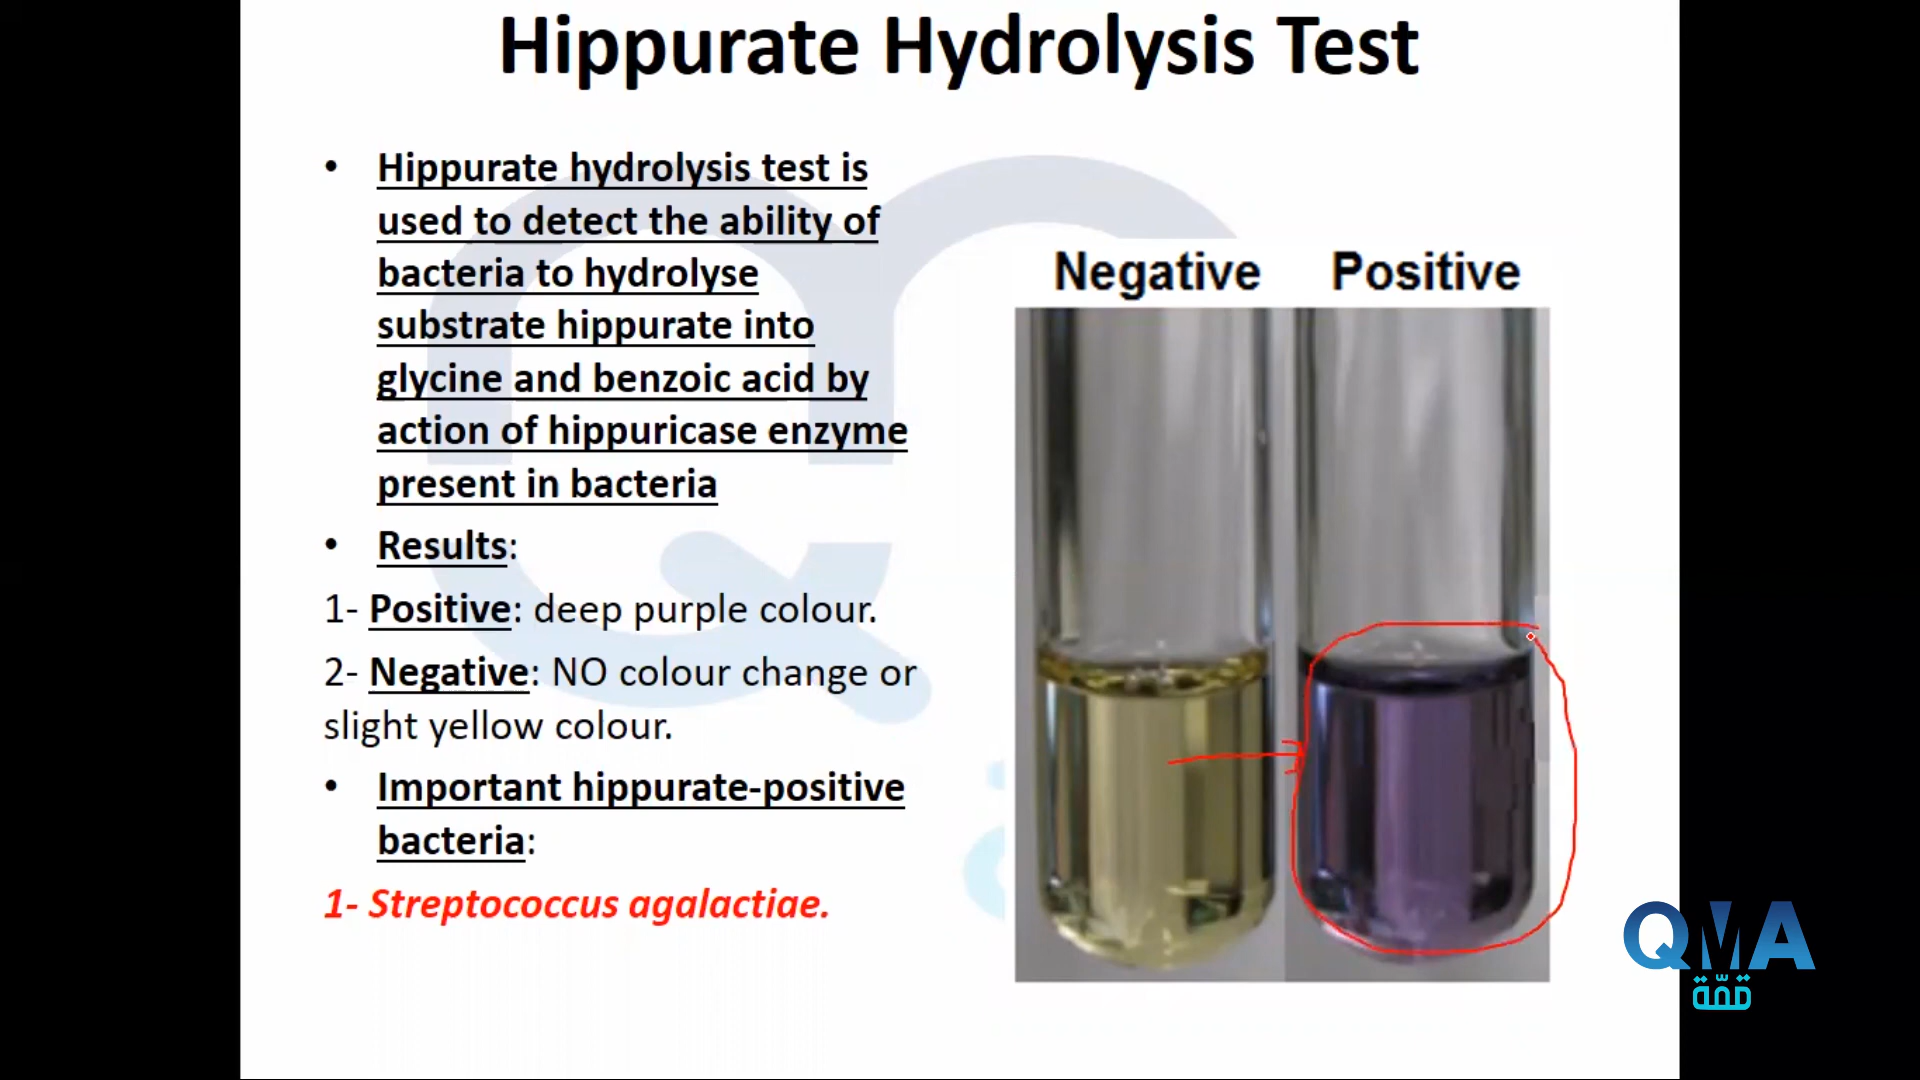 Hippurate Hydrolysis Test
• Hippurate hydrolysis test is
used to detect the ability of
bacteria to hydrolyse
substrate hippurate into
glycine and benzoic acid by
action of hippuricase enzyme
present in bacteria
• Results:
1- Positive: deep purple colour.
2- Negative: NO colour change or
slight yellow colour.
• Important hippurate-positive
bacteria:
1- Streptococcus agalactiae.
Negative Positive
QMA
قمّة